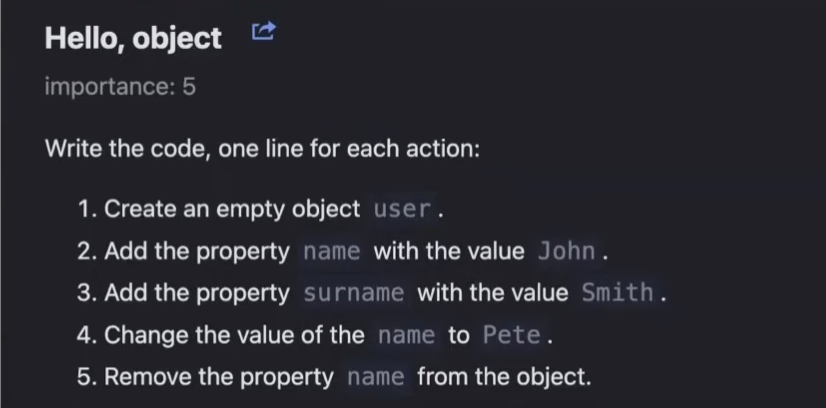 Hello, object
importance: 5
Write the code, one line for each action:
1. Create an empty object user.
2. Add the property name with the value John.
3. Add the property surname with the value Smith.
4. Change the value of the name to Pete.
5. Remove the property name from the object.